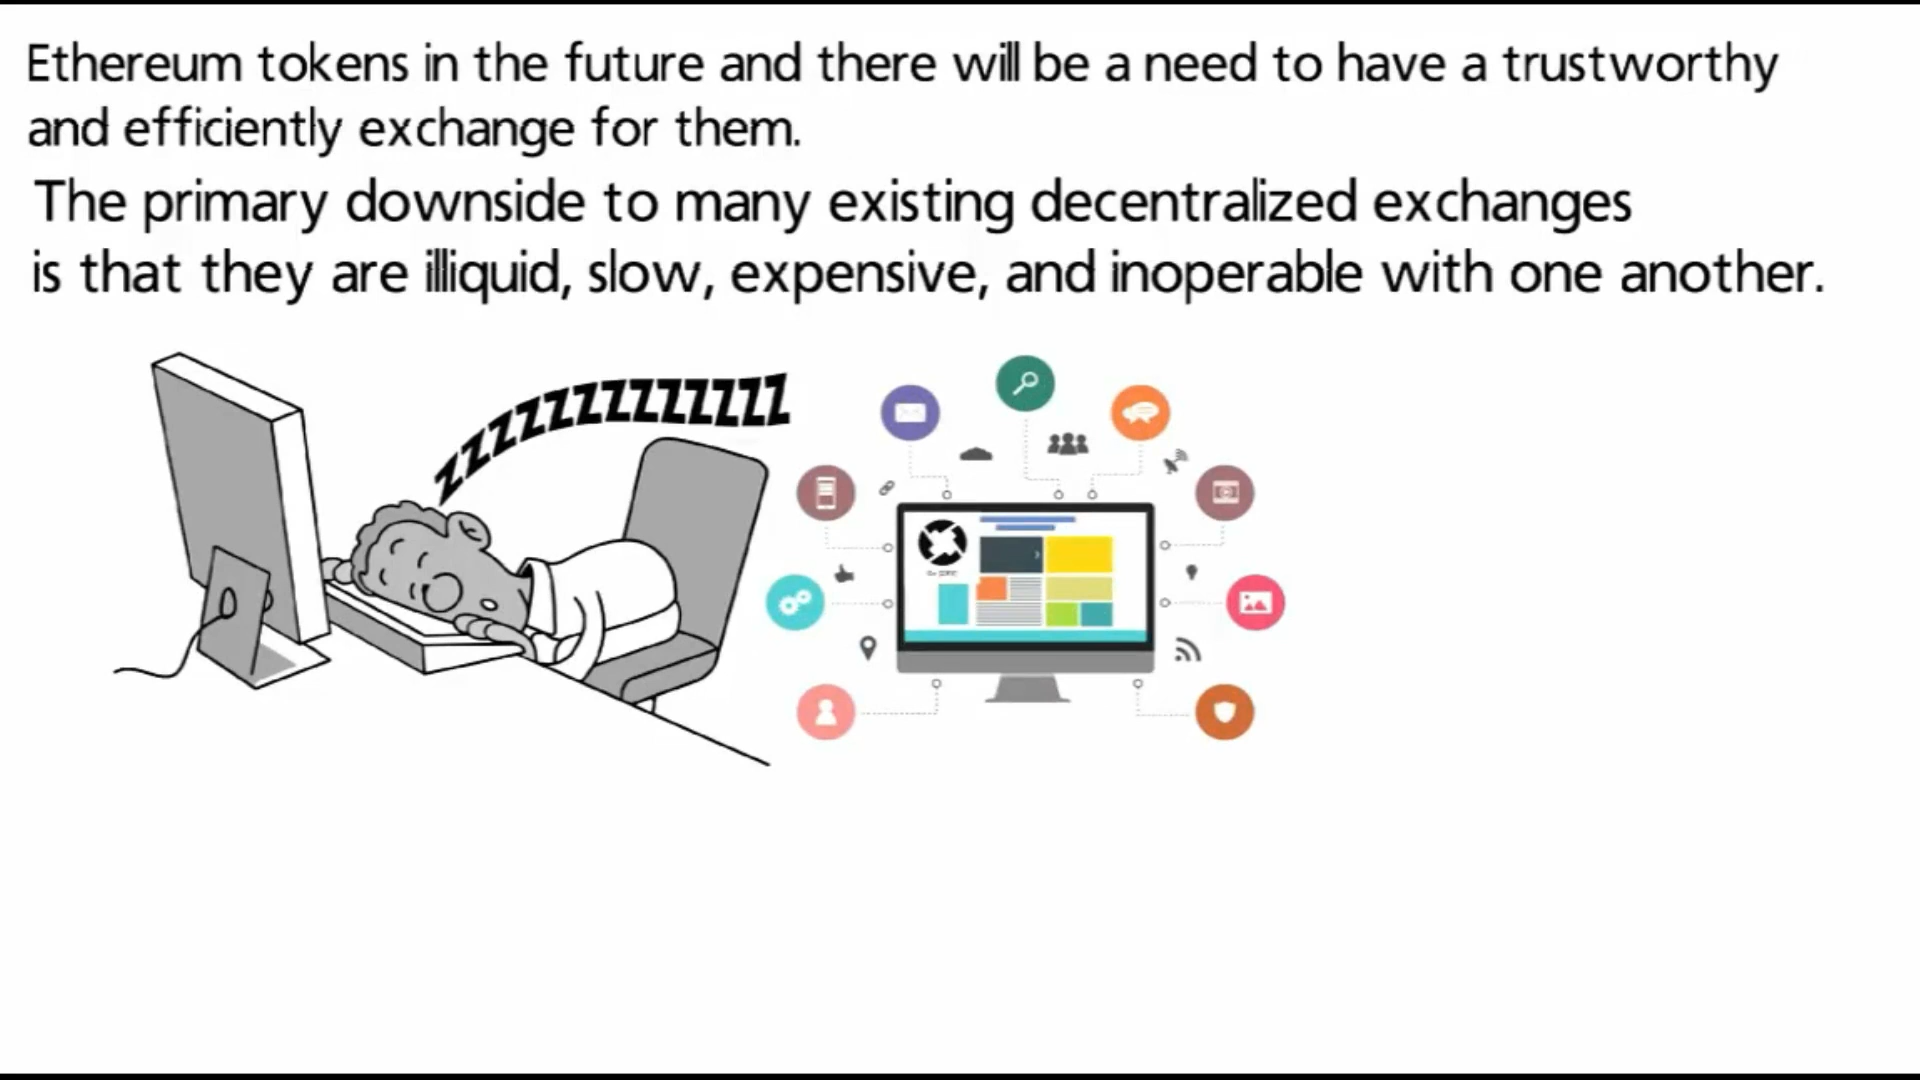 Ethereum tokens in the future and there will be a need to have a trustworthy
and efficiently exchange for them.
The primary downside to many existing decentralized exchanges
is that they are illiquid, slow, expensive, and inoperable with one another.
ZZZZZZZZZZZZ